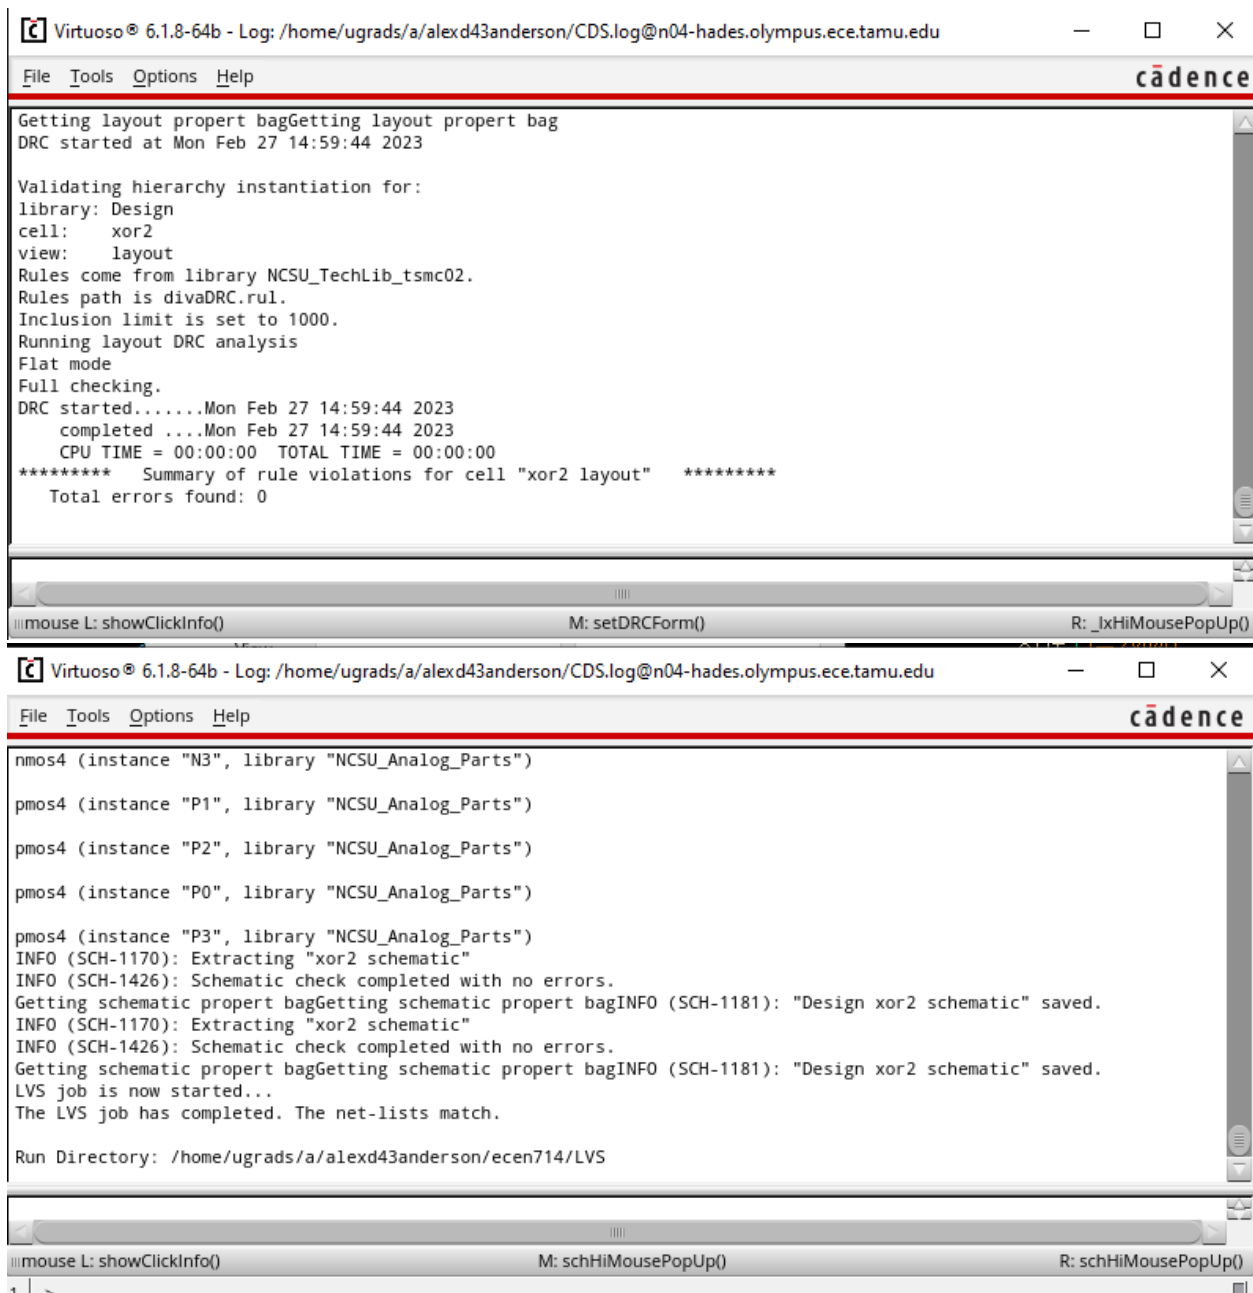 Virtuoso® 6.1.8-64b - Log: /home/ugrads/a/alexd43anderson/CDS.log@n04-hades.olympus.ece.tamu.edu
File Tools Options Help cādence
Getting layout propert bagGetting layout propert bag
DRC started at Mon Feb 27 14:59:44 2023
Validating hierarchy instantiation for:
library: Design
cell: xor2
view: layout
Rules come from library NCSU_TechLib_tsmc02.
Rules path is divaDRC.rul.
Inclusion limit is set to 1000.
Running layout DRC analysis
Flat mode
Full checking.
DRC started.......Mon Feb 27 14:59:44 2023
completed ....Mon Feb 27 14:59:44 2023
CPU TIME = 00:00:00 TOTAL TIME = 00:00:00
********* Summary of rule violations for cell "xor2 layout" *********
Total errors found: 0
mouse L: showClickInfo() M: setDRCForm() R: _lxHiMousePopUp()
Virtuoso® 6.1.8-64b - Log: /home/ugrads/a/alexd43anderson/CDS.log@n04-hades.olympus.ece.tamu.edu
File Tools Options Help cādence
nmos4 (instance "N3", library "NCSU_Analog_Parts")
pmos4 (instance "P1", library "NCSU_Analog_Parts")
pmos4 (instance "P2", library "NCSU_Analog_Parts")
pmos4 (instance "P0", library "NCSU_Analog_Parts")
pmos4 (instance "P3", library "NCSU_Analog_Parts")
INFO (SCH-1170): Extracting "xor2 schematic"
INFO (SCH-1426): Schematic check completed with no errors.
Getting schematic propert bagGetting schematic propert bagINFO (SCH-1181): "Design xor2 schematic" saved.
INFO (SCH-1170): Extracting "xor2 schematic"
INFO (SCH-1426): Schematic check completed with no errors.
Getting schematic propert bagGetting schematic propert bagINFO (SCH-1181): "Design xor2 schematic" saved.
LVS job is now started...
The LVS job has completed. The net-lists match.
Run Directory: /home/ugrads/a/alexd43anderson/ecen714/LVS
mouse L: showClickInfo() M: schHiMousePopUp() R: schHiMousePopUp()